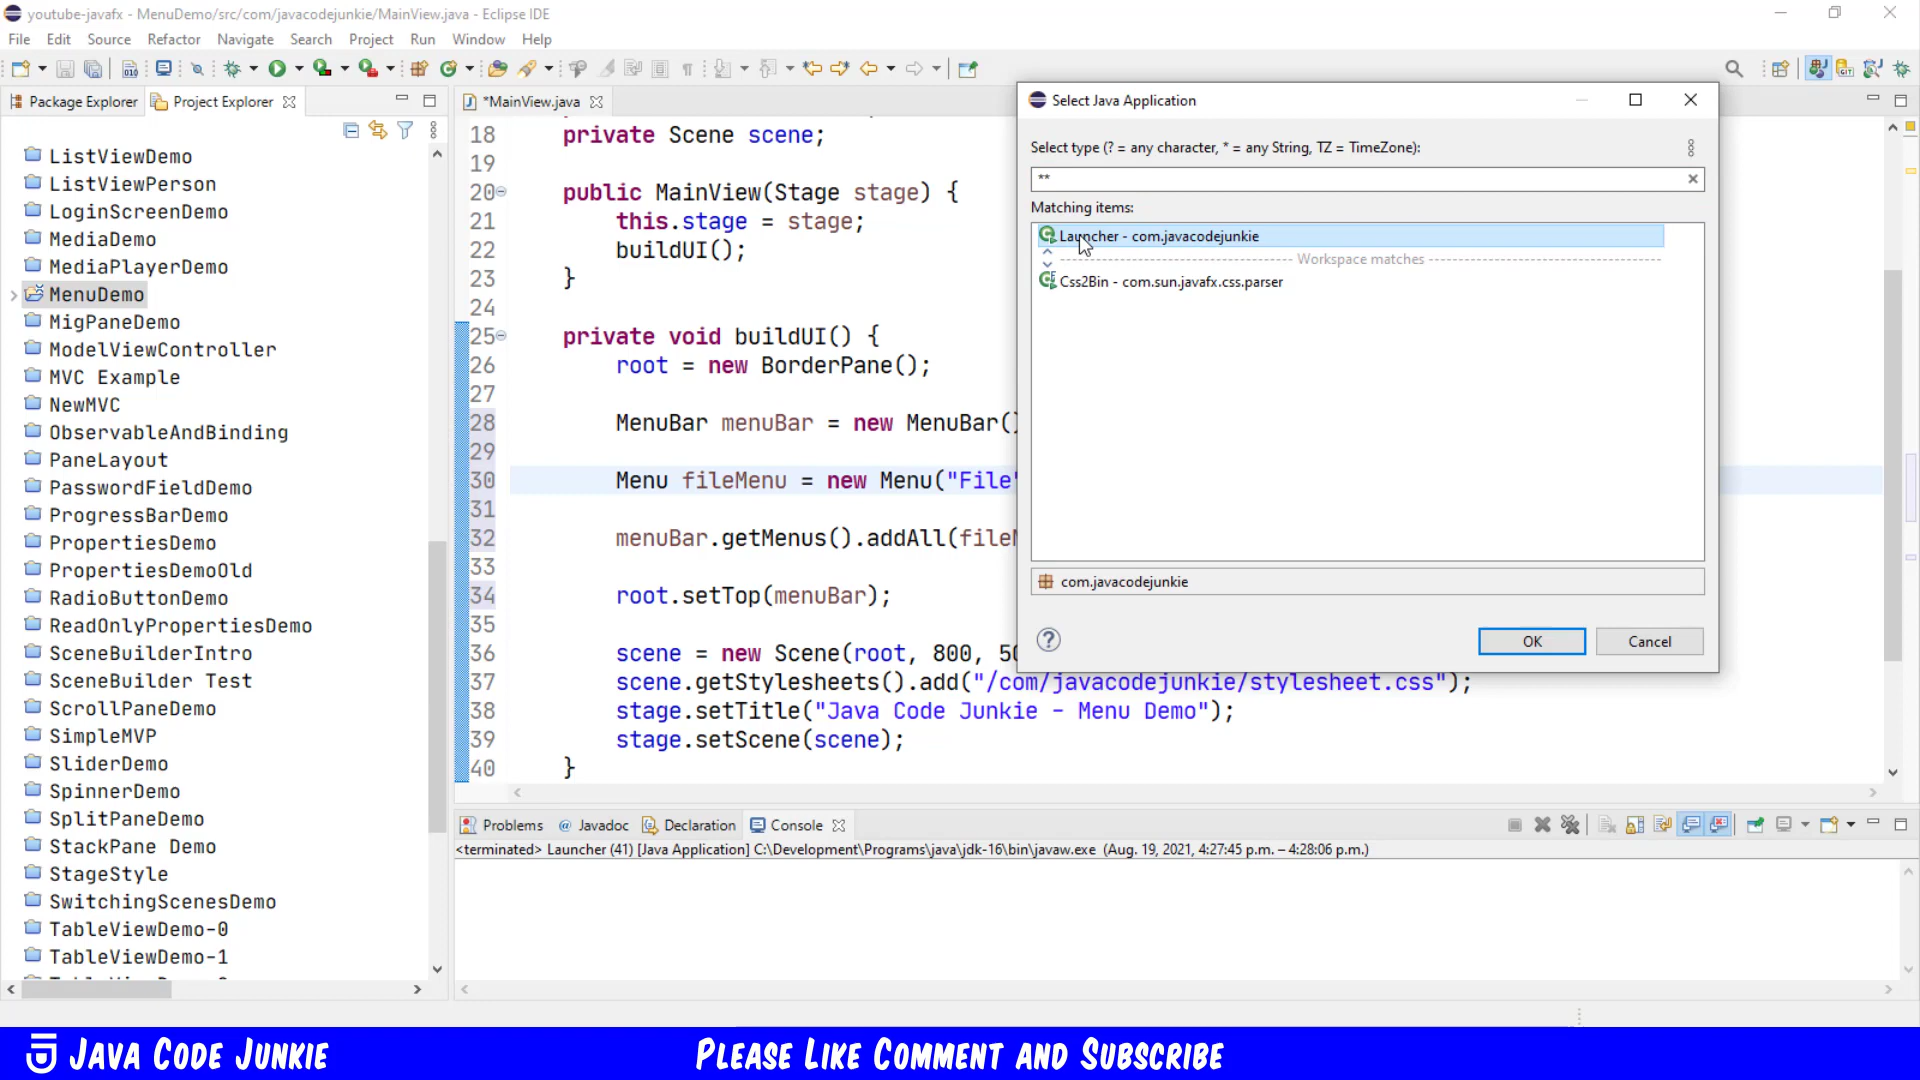 youtube-javafx - MenuDemo/src/com/javacodejunkie/MainView.java - Eclipse IDE
File Edit Source Refactor Navigate Search Project Run Window Help
Package Explorer Project Explorer
ListViewDemo
ListViewPerson
LoginScreenDemo
MediaDemo
MediaPlayerDemo
MenuDemo
MigPaneDemo
ModelViewController
MVC Example
NewMVC
ObservableAndBinding
PaneLayout
PasswordFieldDemo
ProgressBarDemo
PropertiesDemo
PropertiesDemoOld
RadioButtonDemo
ReadOnlyPropertiesDemo
SceneBuilderIntro
SceneBuilder Test
ScrollPaneDemo
SimpleMVP
SliderDemo
SpinnerDemo
SplitPaneDemo
StackPane Demo
StageStyle
SwitchingScenesDemo
TableViewDemo-0
TableViewDemo-1
*MainView.java
18 private Scene scene;
19
20 public MainView(Stage stage) {
21 this.stage = stage;
22 buildUI();
23 }
24
25 private void buildUI() {
26 root = new BorderPane();
27
28 MenuBar menuBar = new MenuBar()
29
30 Menu fileMenu = new Menu("File"
31
32 menuBar.getMenus().addAll(file
33
34 root.setTop(menuBar);
35
36 scene = new Scene(root, 800, 50
37 scene.getStylesheets().add("/com/javacodejunkie/stylesheet.css");
38 stage.setTitle("Java Code Junkie - Menu Demo");
39 stage.setScene(scene);
40 }
Select Java Application
Select type (? = any character, * = any String, TZ = TimeZone):
**
Matching items:
Launcher - com.javacodejunkie
Workspace matches
Css2Bin - com.sun.javafx.css.parser
com.javacodejunkie
OK Cancel
Problems @ Javadoc Declaration Console
<terminated> Launcher (41) [Java Application] C:\Development\Programs\java\jdk-16\bin\javaw.exe (Aug. 19, 2021, 4:27:45 p.m. – 4:28:06 p.m.)
JAVA CODE JUNKIE
PLEASE LIKE COMMENT AND SUBSCRIBE